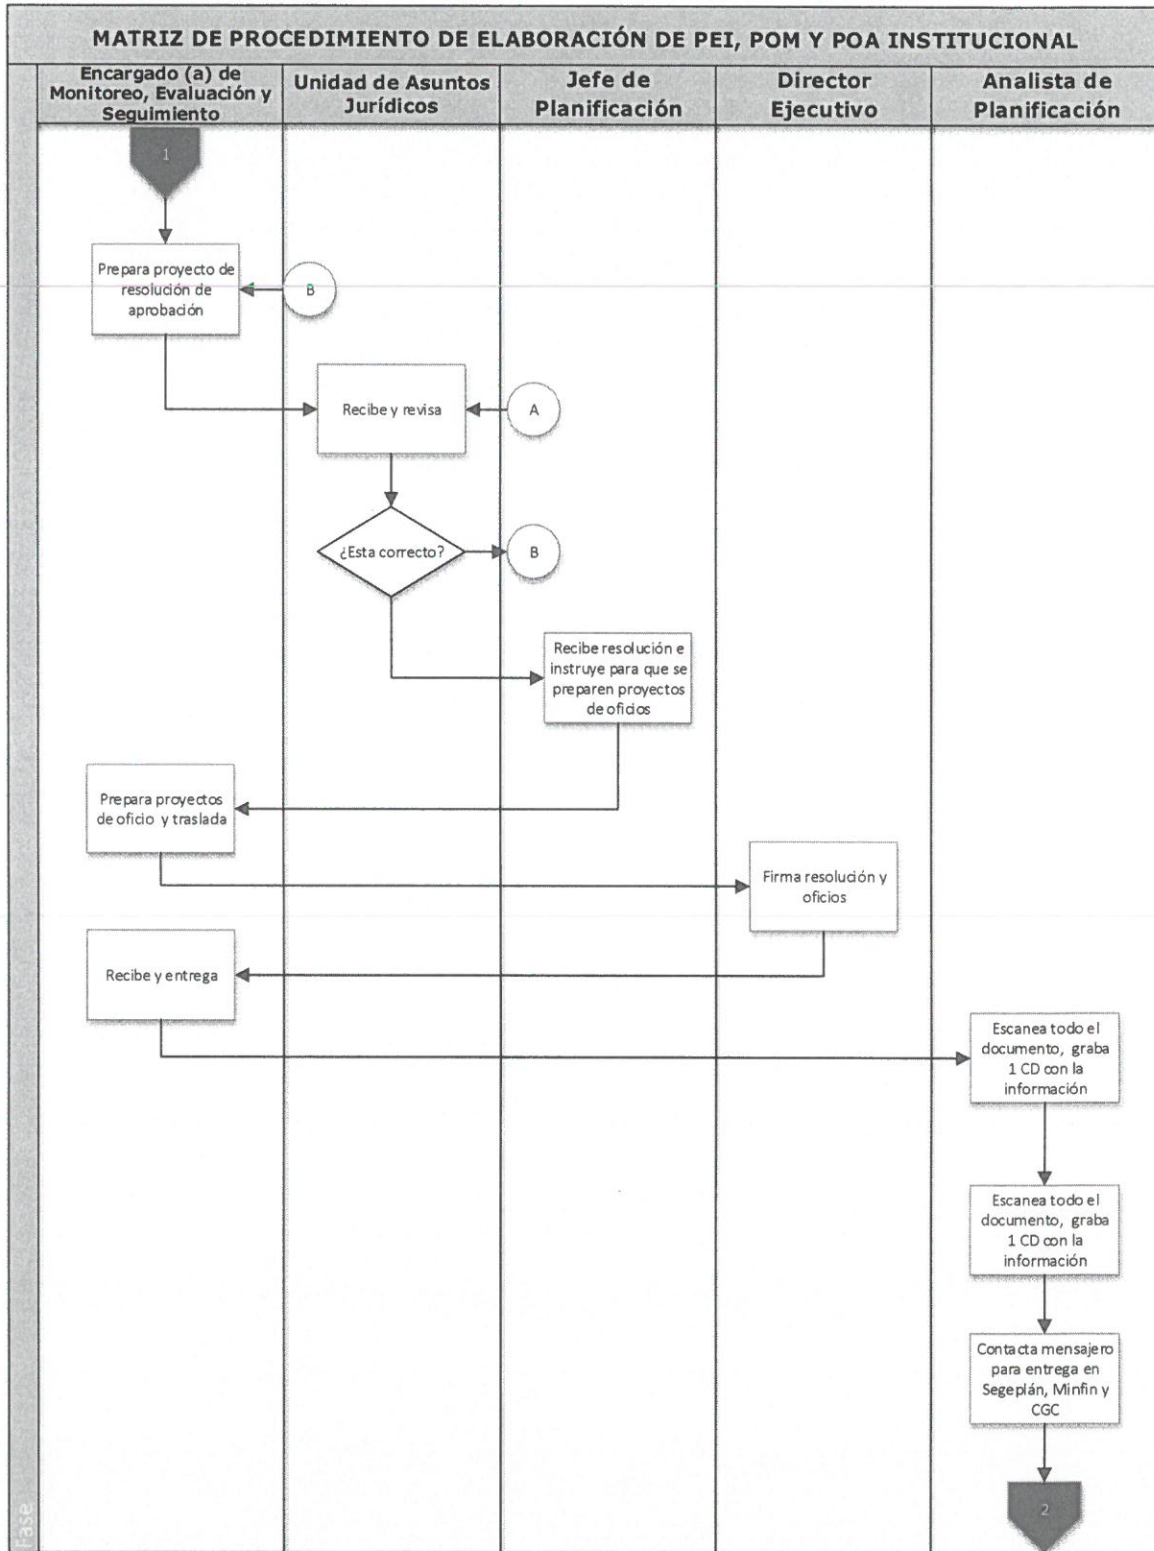 MATRIZ DE PROCEDIMIENTO DE ELABORACIÓN DE PEI, POM Y POA INSTITUCIONAL
Encargado (a) de
Monitoreo, Evaluación y
Seguimiento
Unidad de Asuntos
Jurídicos
Jefe de
Planificación
Director
Ejecutivo
Analista de
Planificación
1
Prepara proyecto de
resolución de
aprobación
B
Recibe y revisa
A
¿Esta correcto?
B
Recibe resolución e
instruye para que se
preparen proyectos
de oficios
Prepara proyectos
de oficio y traslada
Firma resolución y
oficios
Recibe y entrega
Escanea todo el
documento, graba
1 CD con la
información
Escanea todo el
documento, graba
1 CD con la
información
Contacta mensajero
para entrega en
Segeplán, Minfin y
CGC
2
Fase